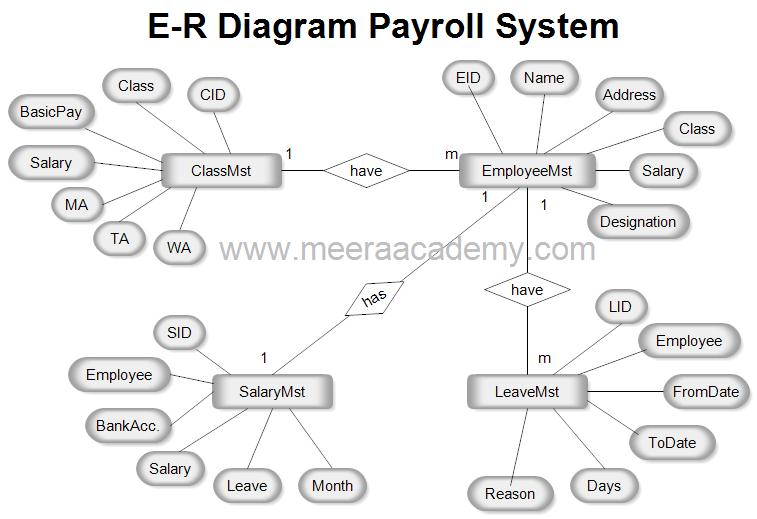 E-R Diagram Payroll System
Class
CID
BasicPay
Salary
MA
TA
WA
ClassMst
1
have
m
EID
Name
Address
Class
Salary
Designation
EmployeeMst
1
1
www.meeraacademy.com
has
have
1
m
SID
Employee
BankAcc.
Salary
Leave
Month
SalaryMst
LID
Employee
FromDate
ToDate
Days
Reason
LeaveMst